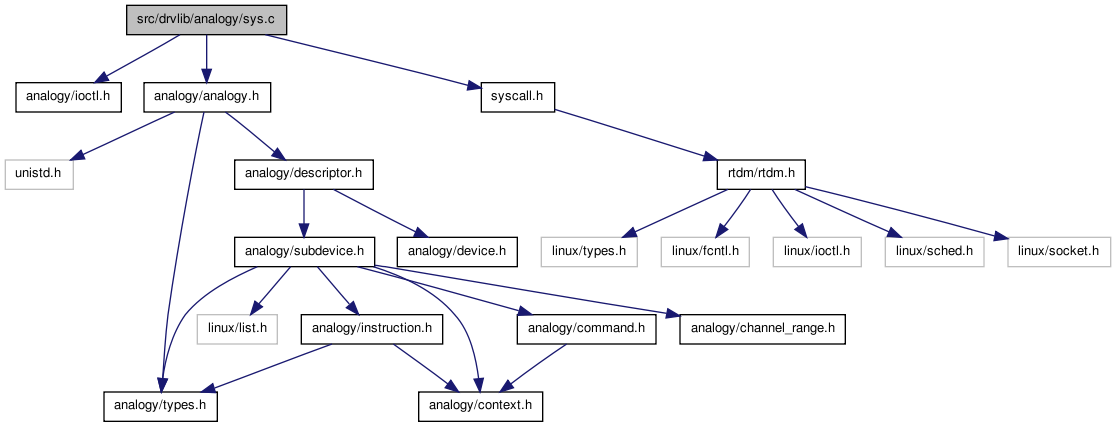 src/drvlib/analogy/sys.c
analogy/ioctl.h
analogy/analogy.h
syscall.h
unistd.h
analogy/descriptor.h
rtdm/rtdm.h
analogy/subdevice.h
analogy/device.h
linux/types.h
linux/fcntl.h
linux/ioctl.h
linux/sched.h
linux/socket.h
linux/list.h
analogy/instruction.h
analogy/command.h
analogy/channel_range.h
analogy/types.h
analogy/context.h